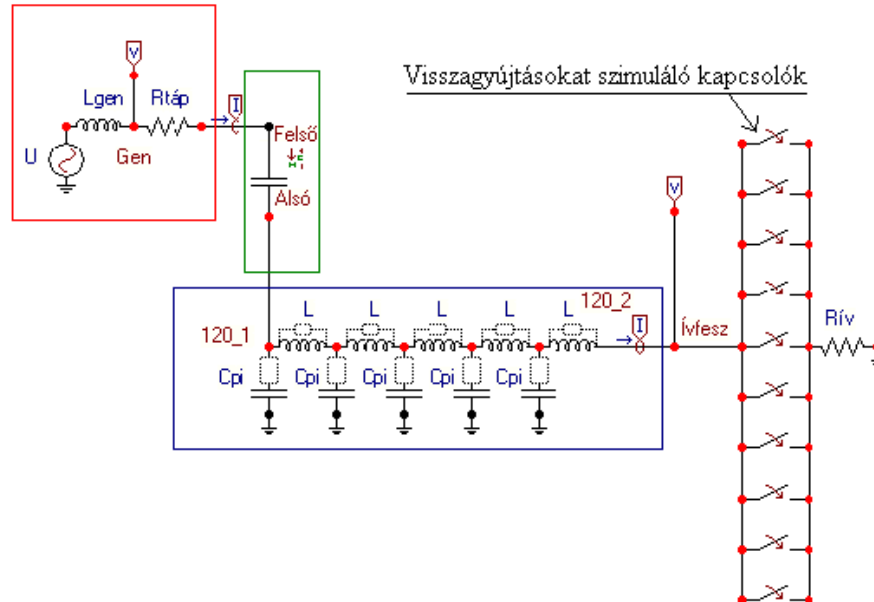 Visszagyújtásokat szimuláló kapcsolók
V
Lgen
Rtáp
I
U
Gen
Felső
Alsó
V
120_1
L
L
L
L
L
120_2
I
Ívfesz
Rív
Cpi
Cpi
Cpi
Cpi
Cpi